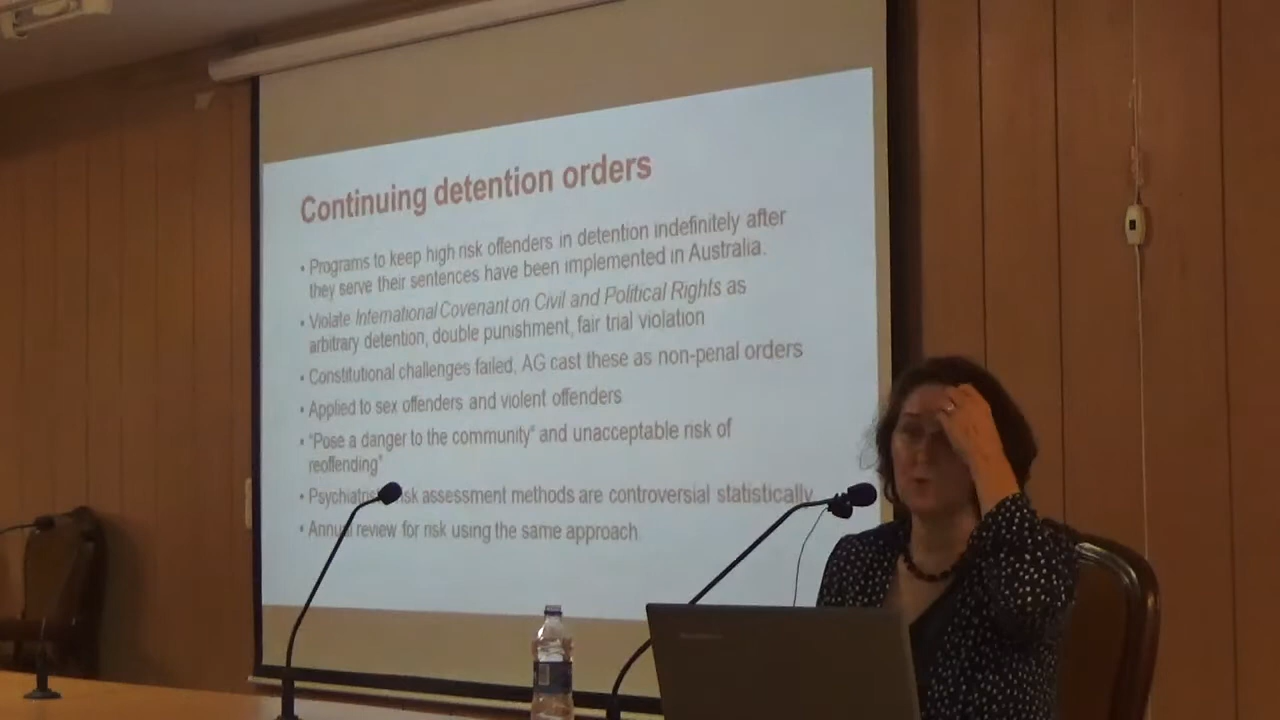 Continuing detention orders
• Programs to keep high risk offenders in detention indefinitely after
they serve their sentences have been implemented in Australia.
• Violate International Covenant on Civil and Political Rights as
arbitrary detention, double punishment, fair trial violation
• Constitutional challenges failed, AG cast these as non-penal orders
• Applied to sex offenders and violent offenders
• "Pose a danger to the community" and unacceptable risk of
reoffending"
• assessment methods are controversial statistically
• Annual review for risk using the same approach